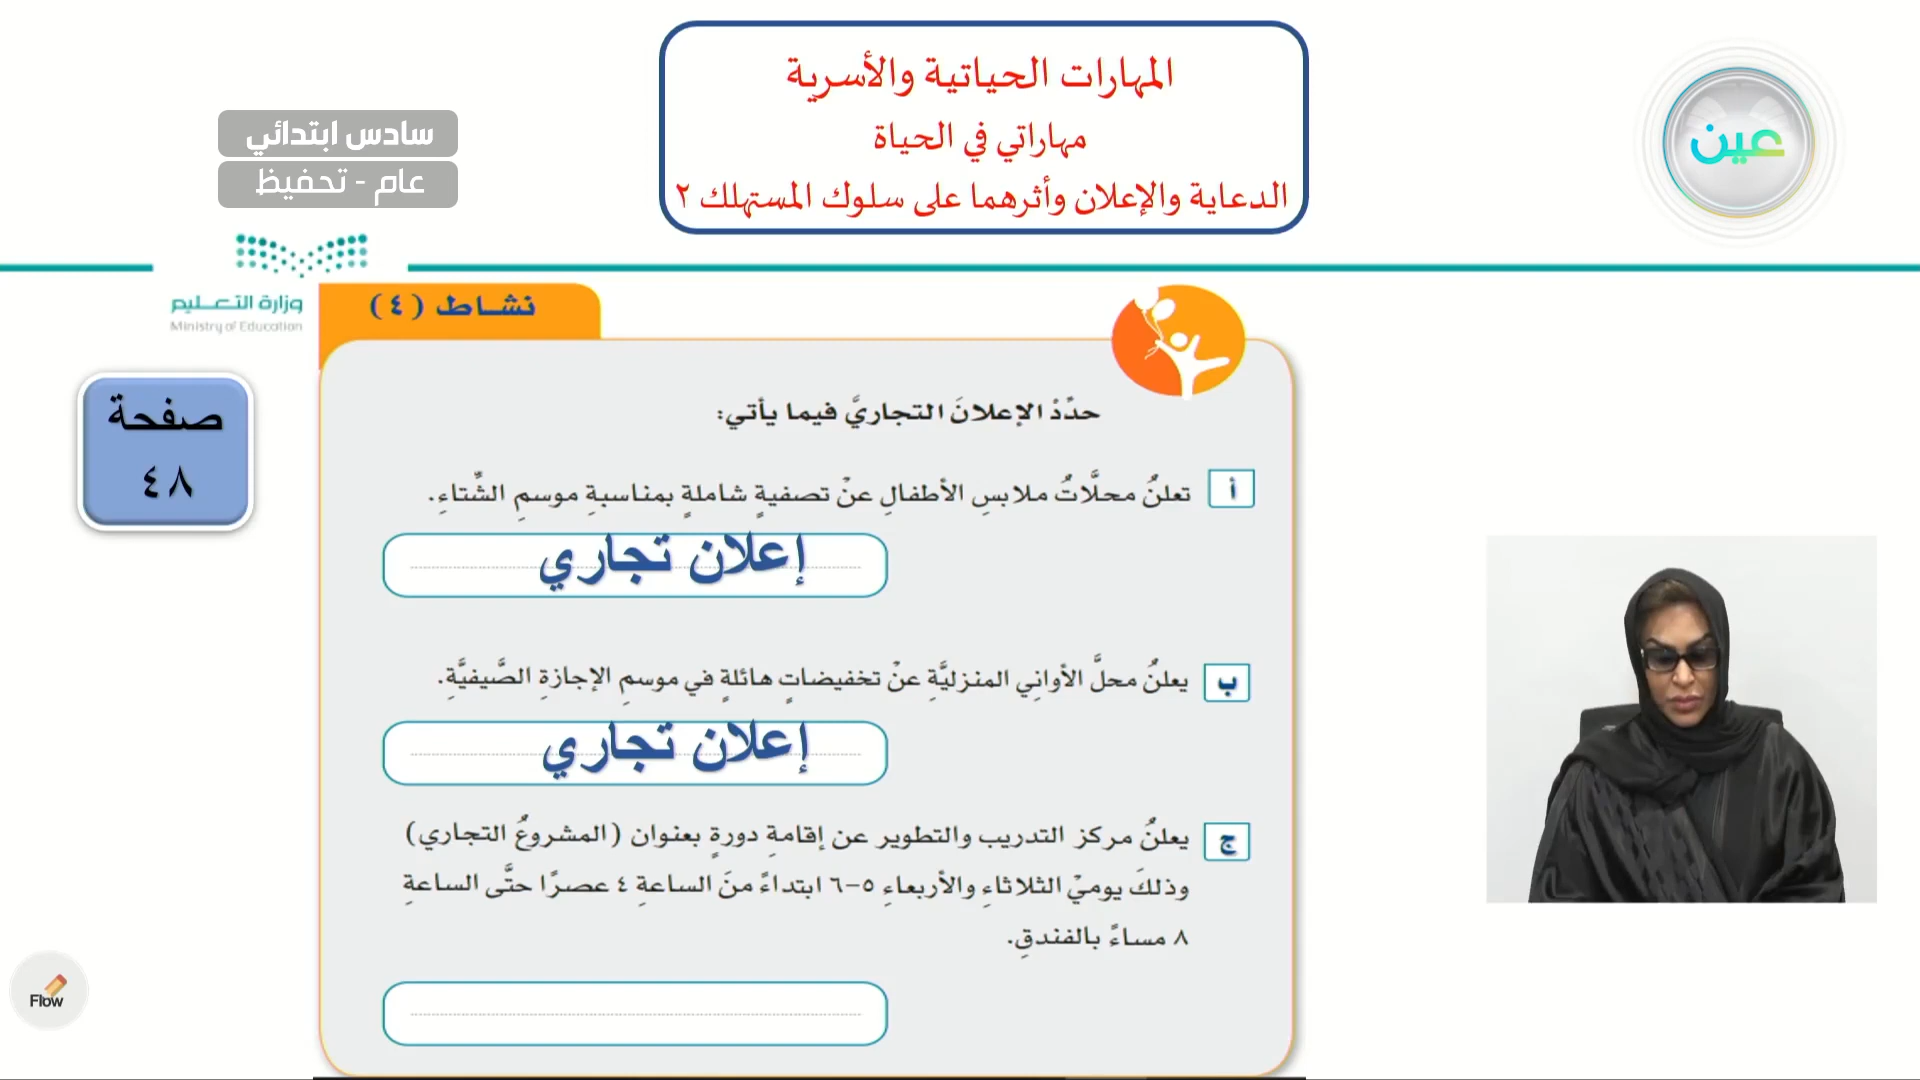 المهارات الحياتية والأسرية
مهاراتي في الحياة
الدعاية والإعلان وأثرهما على سلوك المستهلك ٢
عين
سادس ابتدائي
عام - تحفيظ
وزارة التعليم
Ministry of Education
صفحة
٤٨
نشاط (٤)
حدِّدْ الإعلانَ التجاريَّ فيما يأتي:
أ
تعلنُ محلَّاتُ ملابسِ الأطفالِ عنْ تصفيةٍ شاملةٍ بمناسبةِ موسمِ الشِّتاءِ.
إعلان تجاري
ب
يعلنُ محلَّ الأواني المنزليَّةِ عنْ تخفيضاتٍ هائلةٍ في موسمِ الإجازةِ الصَّيفيَّةِ.
إعلان تجاري
ج
يعلنُ مركز التدريب والتطوير عن إقامةِ دورةٍ بعنوان (المشروعُ التجاري)
وذلكَ يوميْ الثلاثاءِ والأربعاءِ ٥-٦ ابتداءً منَ الساعةِ ٤ عصرًا حتَّى الساعةِ
٨ مساءً بالفندقِ.
Flow